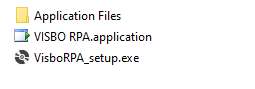 Application Files
VISBO RPA.application
VisboRPA_setup.exe